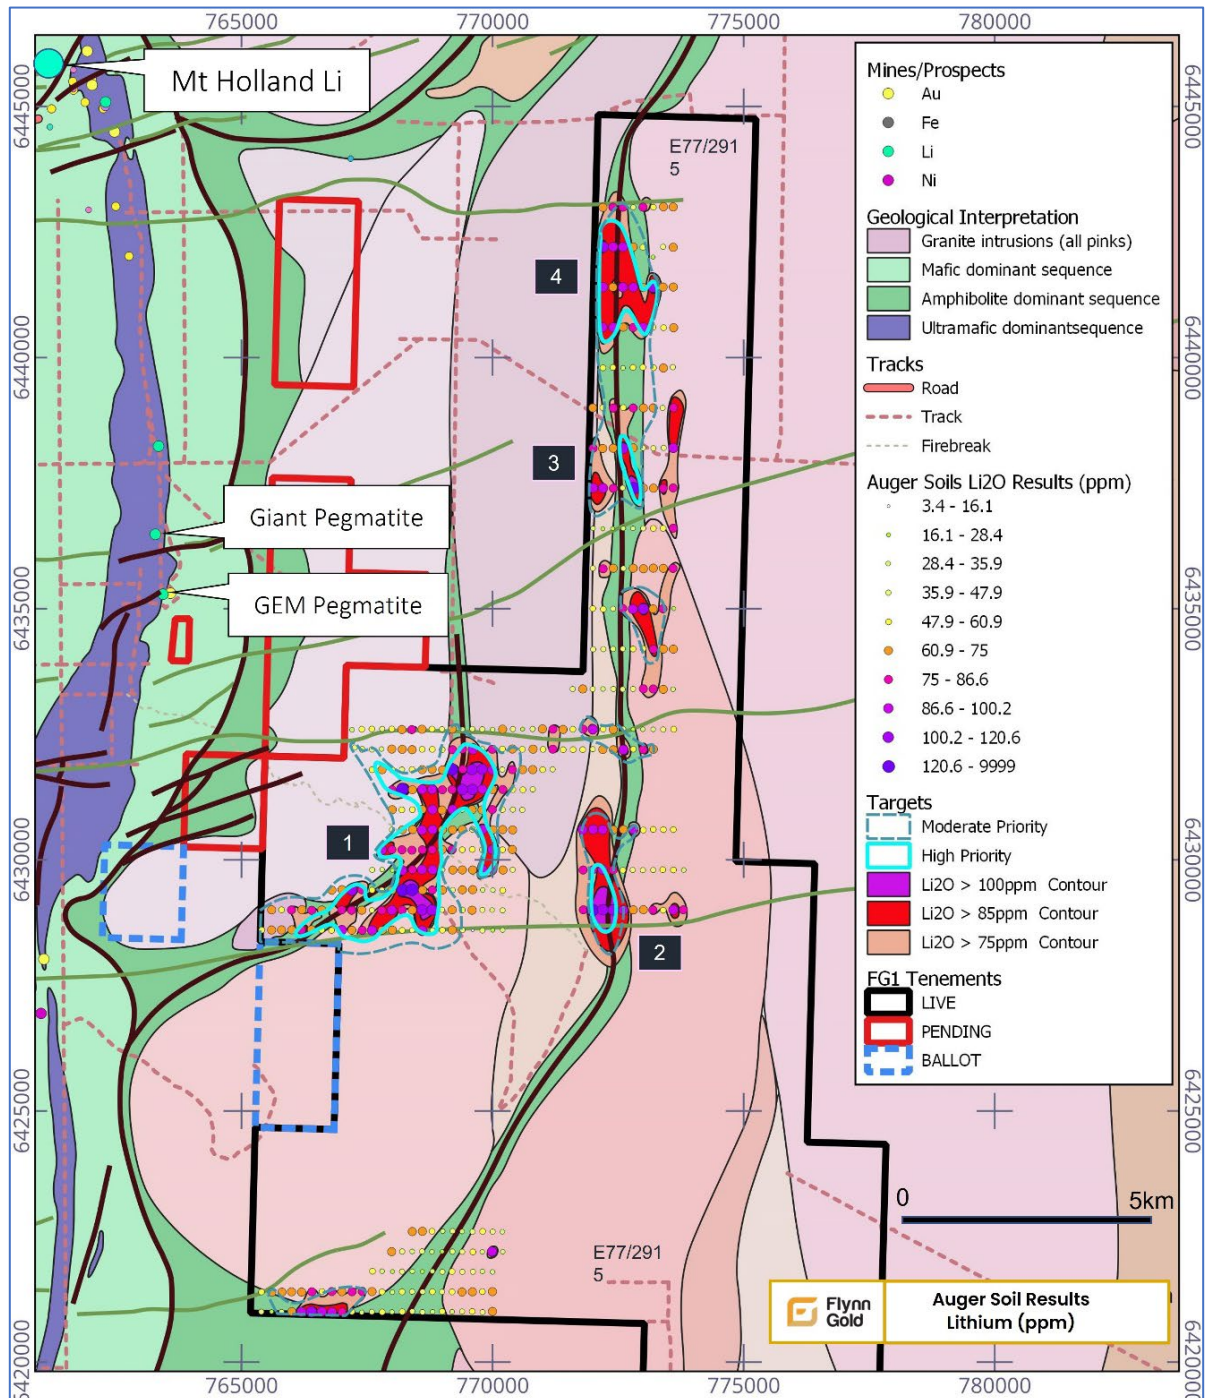 765000
770000
775000
780000
6445000
6445000
Mt Holland Li
E77/291
5
4
6440000
6440000
3
Giant Pegmatite
GEM Pegmatite
6435000
6435000
1
6430000
6430000
2
6425000
6425000
E77/291
5
6420000
6420000
Mines/Prospects
Au
Fe
Li
Ni
Geological Interpretation
Granite intrusions (all pinks)
Mafic dominant sequence
Amphibolite dominant sequence
Ultramafic dominantsequence
Tracks
Road
Track
Firebreak
Auger Soils Li2O Results (ppm)
3.4 - 16.1
16.1 - 28.4
28.4 - 35.9
35.9 - 47.9
47.9 - 60.9
60.9 - 75
75 - 86.6
86.6 - 100.2
100.2 - 120.6
120.6 - 9999
Targets
Moderate Priority
High Priority
Li2O > 100ppm Contour
Li2O > 85ppm Contour
Li2O > 75ppm Contour
FG1 Tenements
LIVE
PENDING
BALLOT
0
5km
Flynn
Gold
Auger Soil Results
Lithium (ppm)
765000
770000
775000
780000